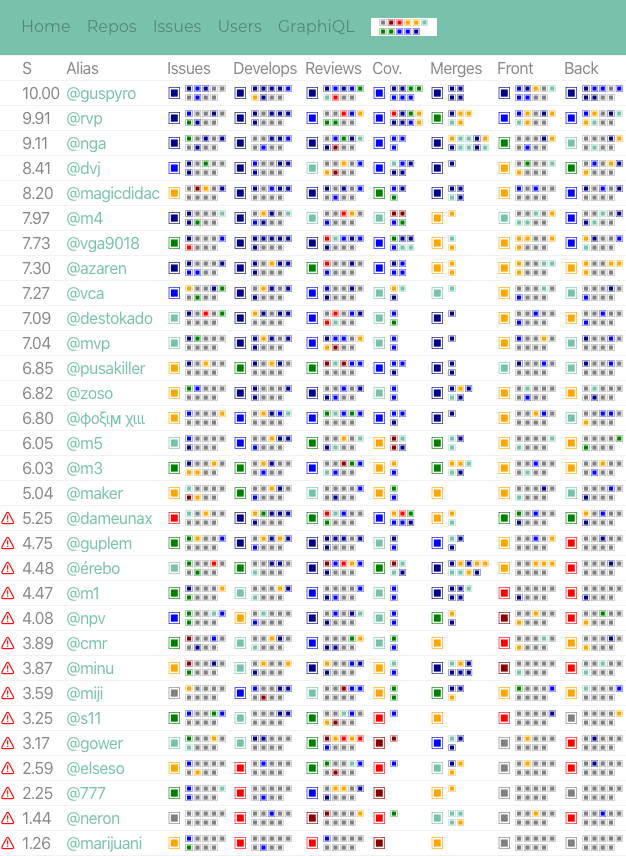 Home Repos Issues Users GraphiQL
S Alias Issues Develops Reviews Cov. Merges Front Back
10.00 @guspyro
9.91 @rvp
9.11 @nga
8.41 @dvj
8.20 @magicdidac
7.97 @m4
7.73 @vga9018
7.30 @azaren
7.27 @vca
7.09 @destokado
7.04 @mvp
6.85 @pusakiller
6.82 @zoso
6.80 @φοξιμ χιιι
6.05 @m5
6.03 @m3
5.04 @maker
5.25 @dameunax
4.75 @guplem
4.48 @érebo
4.47 @m1
4.08 @npv
3.89 @cmr
3.87 @minu
3.59 @miji
3.25 @s11
3.17 @gower
2.59 @elseso
2.25 @777
1.44 @neron
1.26 @marijuani